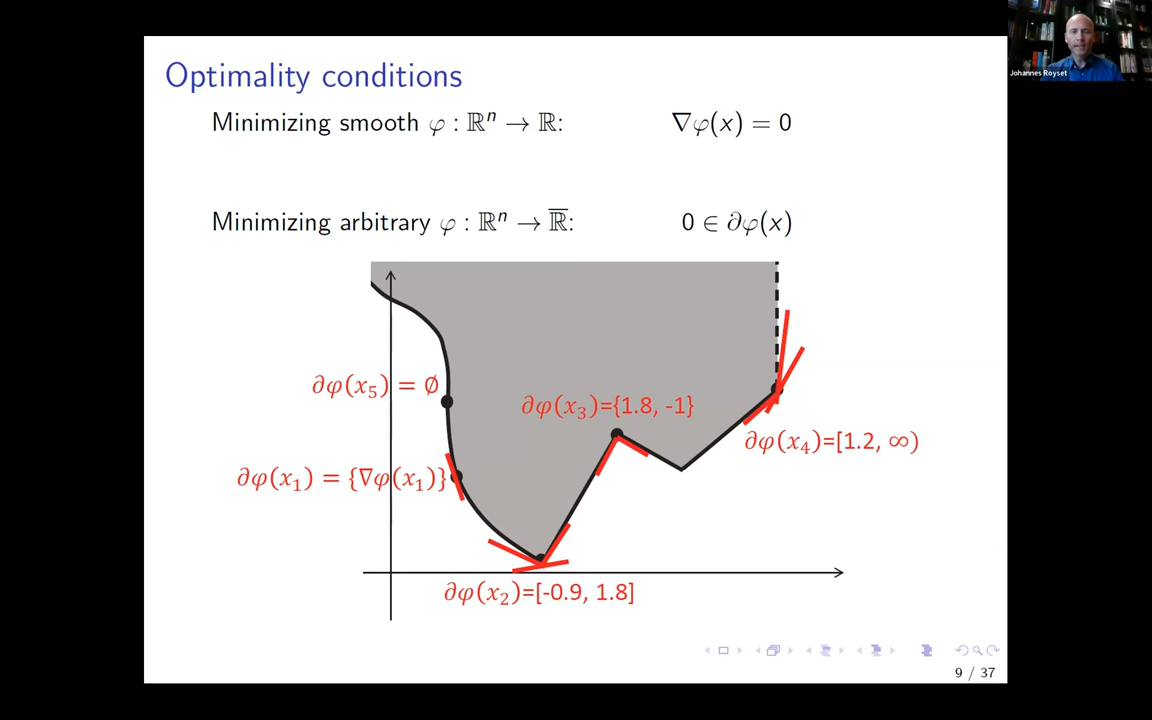 Johannes Royset
Optimality conditions
Minimizing smooth φ : ℝⁿ → ℝ: ∇φ(x) = 0
Minimizing arbitrary φ : ℝⁿ → ℝ̅: 0 ∈ ∂φ(x)
∂φ(x₅) = ∅
∂φ(x₃)={1.8, -1}
∂φ(x₄)=[1.2, ∞)
∂φ(x₁) = {∇φ(x₁)}
∂φ(x₂)=[-0.9, 1.8]
9 / 37